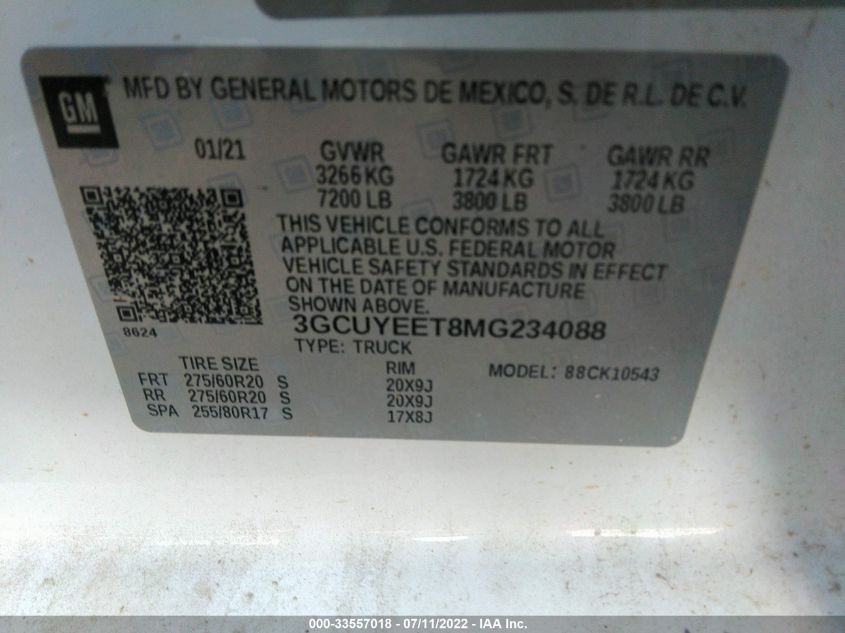 GM
MFD BY GENERAL MOTORS DE MEXICO, S. DE R.L. DE C.V.
01/21 GVWR GAWR FRT GAWR RR
3266 KG 1724 KG 1724 KG
7200 LB 3800 LB 3800 LB
THIS VEHICLE CONFORMS TO ALL
APPLICABLE U.S. FEDERAL MOTOR
VEHICLE SAFETY STANDARDS IN EFFECT
ON THE DATE OF MANUFACTURE
SHOWN ABOVE.
8624
3GCUYEET8MG234088
TYPE: TRUCK
TIRE SIZE RIM MODEL: 88CK10543
FRT 275/60R20 S 20X9J
RR 275/60R20 S 20X9J
SPA 255/80R17 S 17X8J
000-33557018 - 07/11/2022 - IAA Inc.